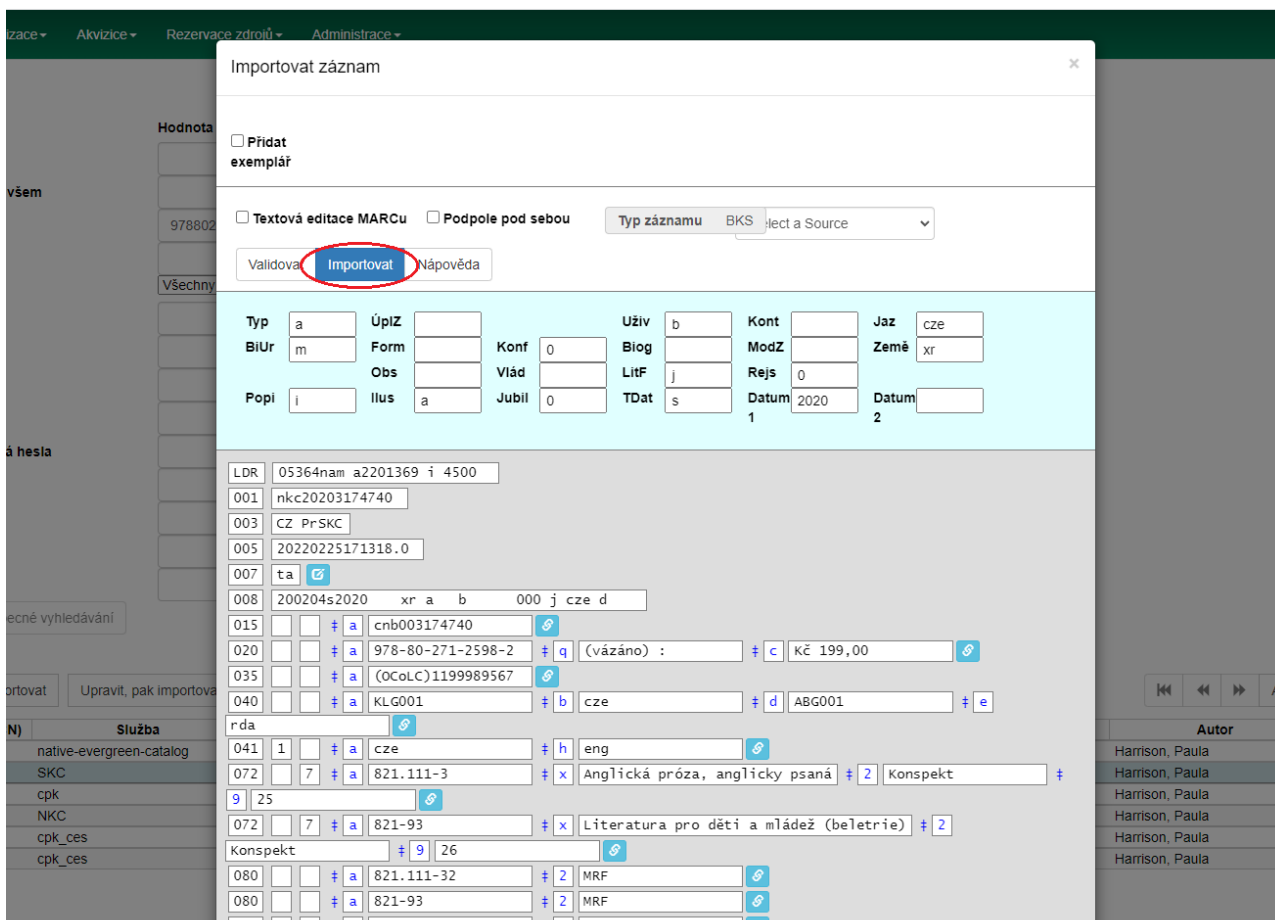 izace Akvizice Rezervace zdrojů Administrace
Importovat záznam ×
Hodnota
Přidat
exemplář
všem
978802
Textová editace MARCu Podpole pod sebou Typ záznamu BKS lect a Source
Validova Importovat Nápověda
Všechny
Typ a ÚplZ Uživ b Kont Jaz cze
BiUr m Form Konf 0 Biog ModZ Země xr
Obs Vlád LitF j Rejs 0
Popi i Ilus a Jubil 0 TDat s Datum 2020 Datum
1 2
á hesla
LDR 05364nam a2201369 i 4500
001 nkc20203174740
003 CZ PrSKC
005 20220225171318.0
007 ta
008 200204s2020 xr a b 000 j cze d
015 ‡ a cnb003174740
020 ‡ a 978-80-271-2598-2 ‡ q (vázáno) : ‡ c Kč 199,00
035 ‡ a (OCoLC)1199989567
040 ‡ a KLG001 ‡ b cze ‡ d ABG001 ‡ e
rda
041 1 ‡ a cze ‡ h eng
072 7 ‡ a 821.111-3 ‡ x Anglická próza, anglicky psaná ‡ 2 Konspekt ‡
9 25
072 7 ‡ a 821-93 ‡ x Literatura pro děti a mládež (beletrie) ‡ 2
Konspekt ‡ 9 26
080 ‡ a 821.111-32 ‡ 2 MRF
080 ‡ a 821-93 ‡ 2 MRF
ecné vyhledávání
ortovat Upravit, pak importova
N) Služba Autor
native-evergreen-catalog Harrison, Paula
SKC Harrison, Paula
cpk Harrison, Paula
NKC Harrison, Paula
cpk_ces Harrison, Paula
cpk_ces Harrison, Paula